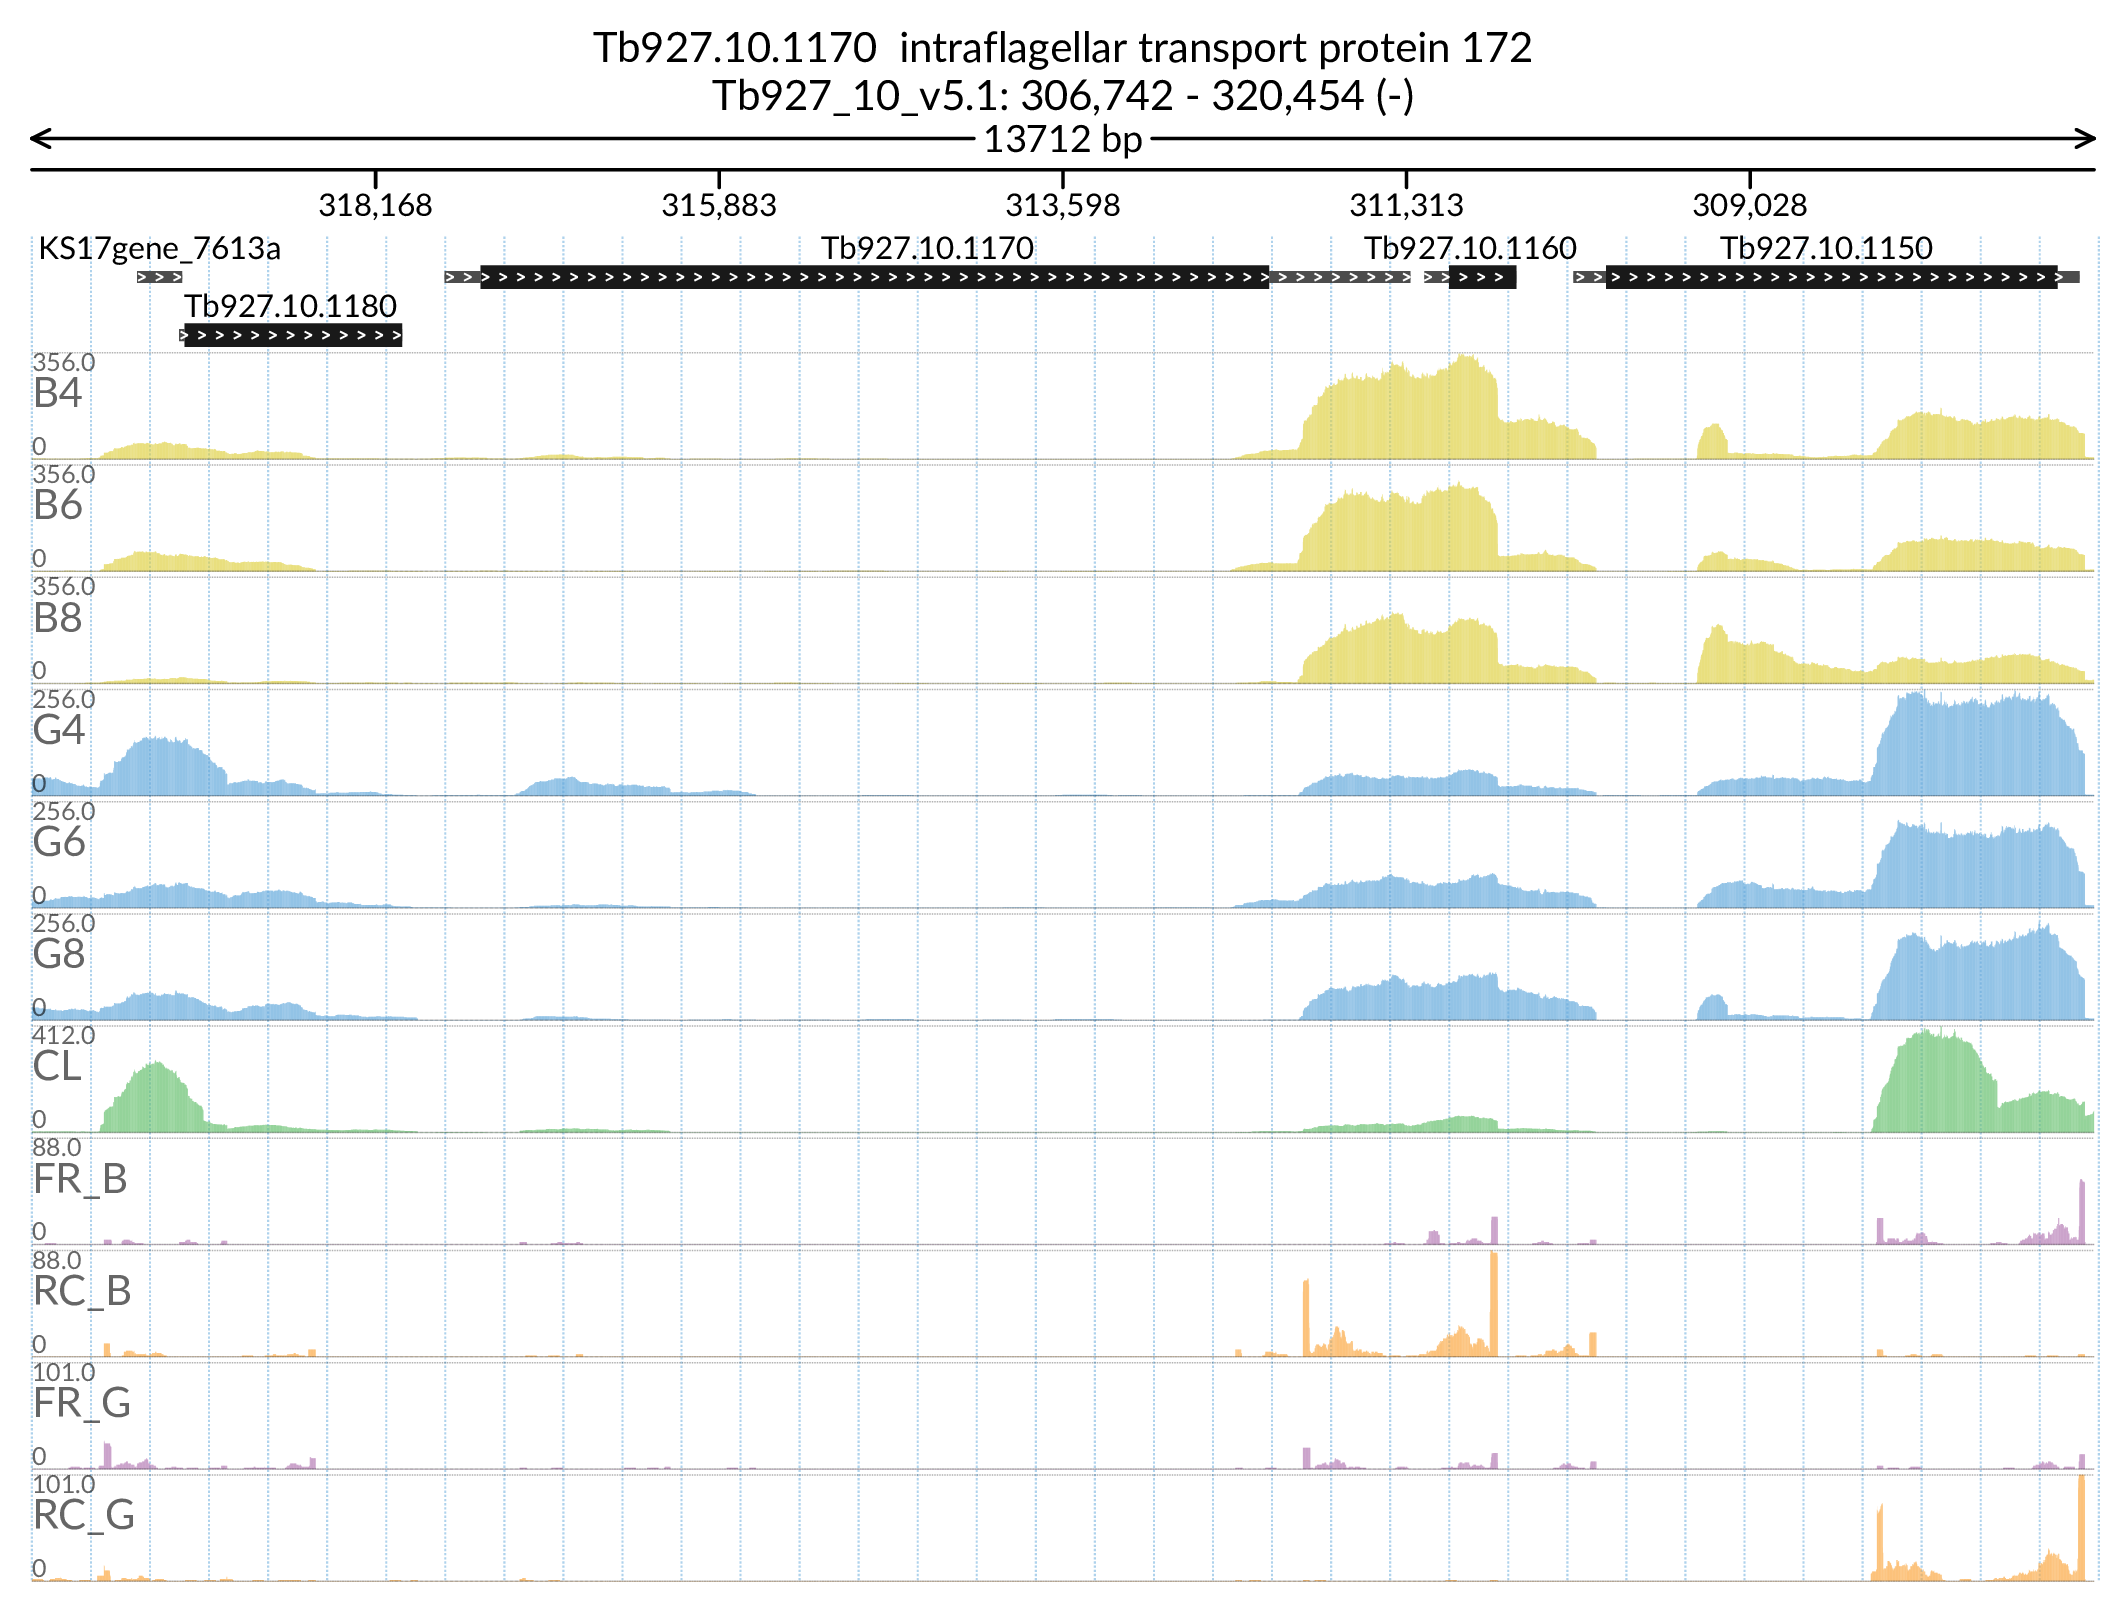 Tb927.10.1170  intraflagellar transport protein 172
Tb927_10_v5.1: 306,742 - 320,454 (-)
13712 bp
318,168 315,883 313,598 311,313 309,028
KS17gene_7613a Tb927.10.1170 Tb927.10.1160 Tb927.10.1150
Tb927.10.1180
356.0
B4
0
356.0
B6
0
356.0
B8
0
256.0
G4
0
256.0
G6
0
256.0
G8
0
412.0
CL
0
88.0
FR_B
0
88.0
RC_B
0
101.0
FR_G
0
101.0
RC_G
0